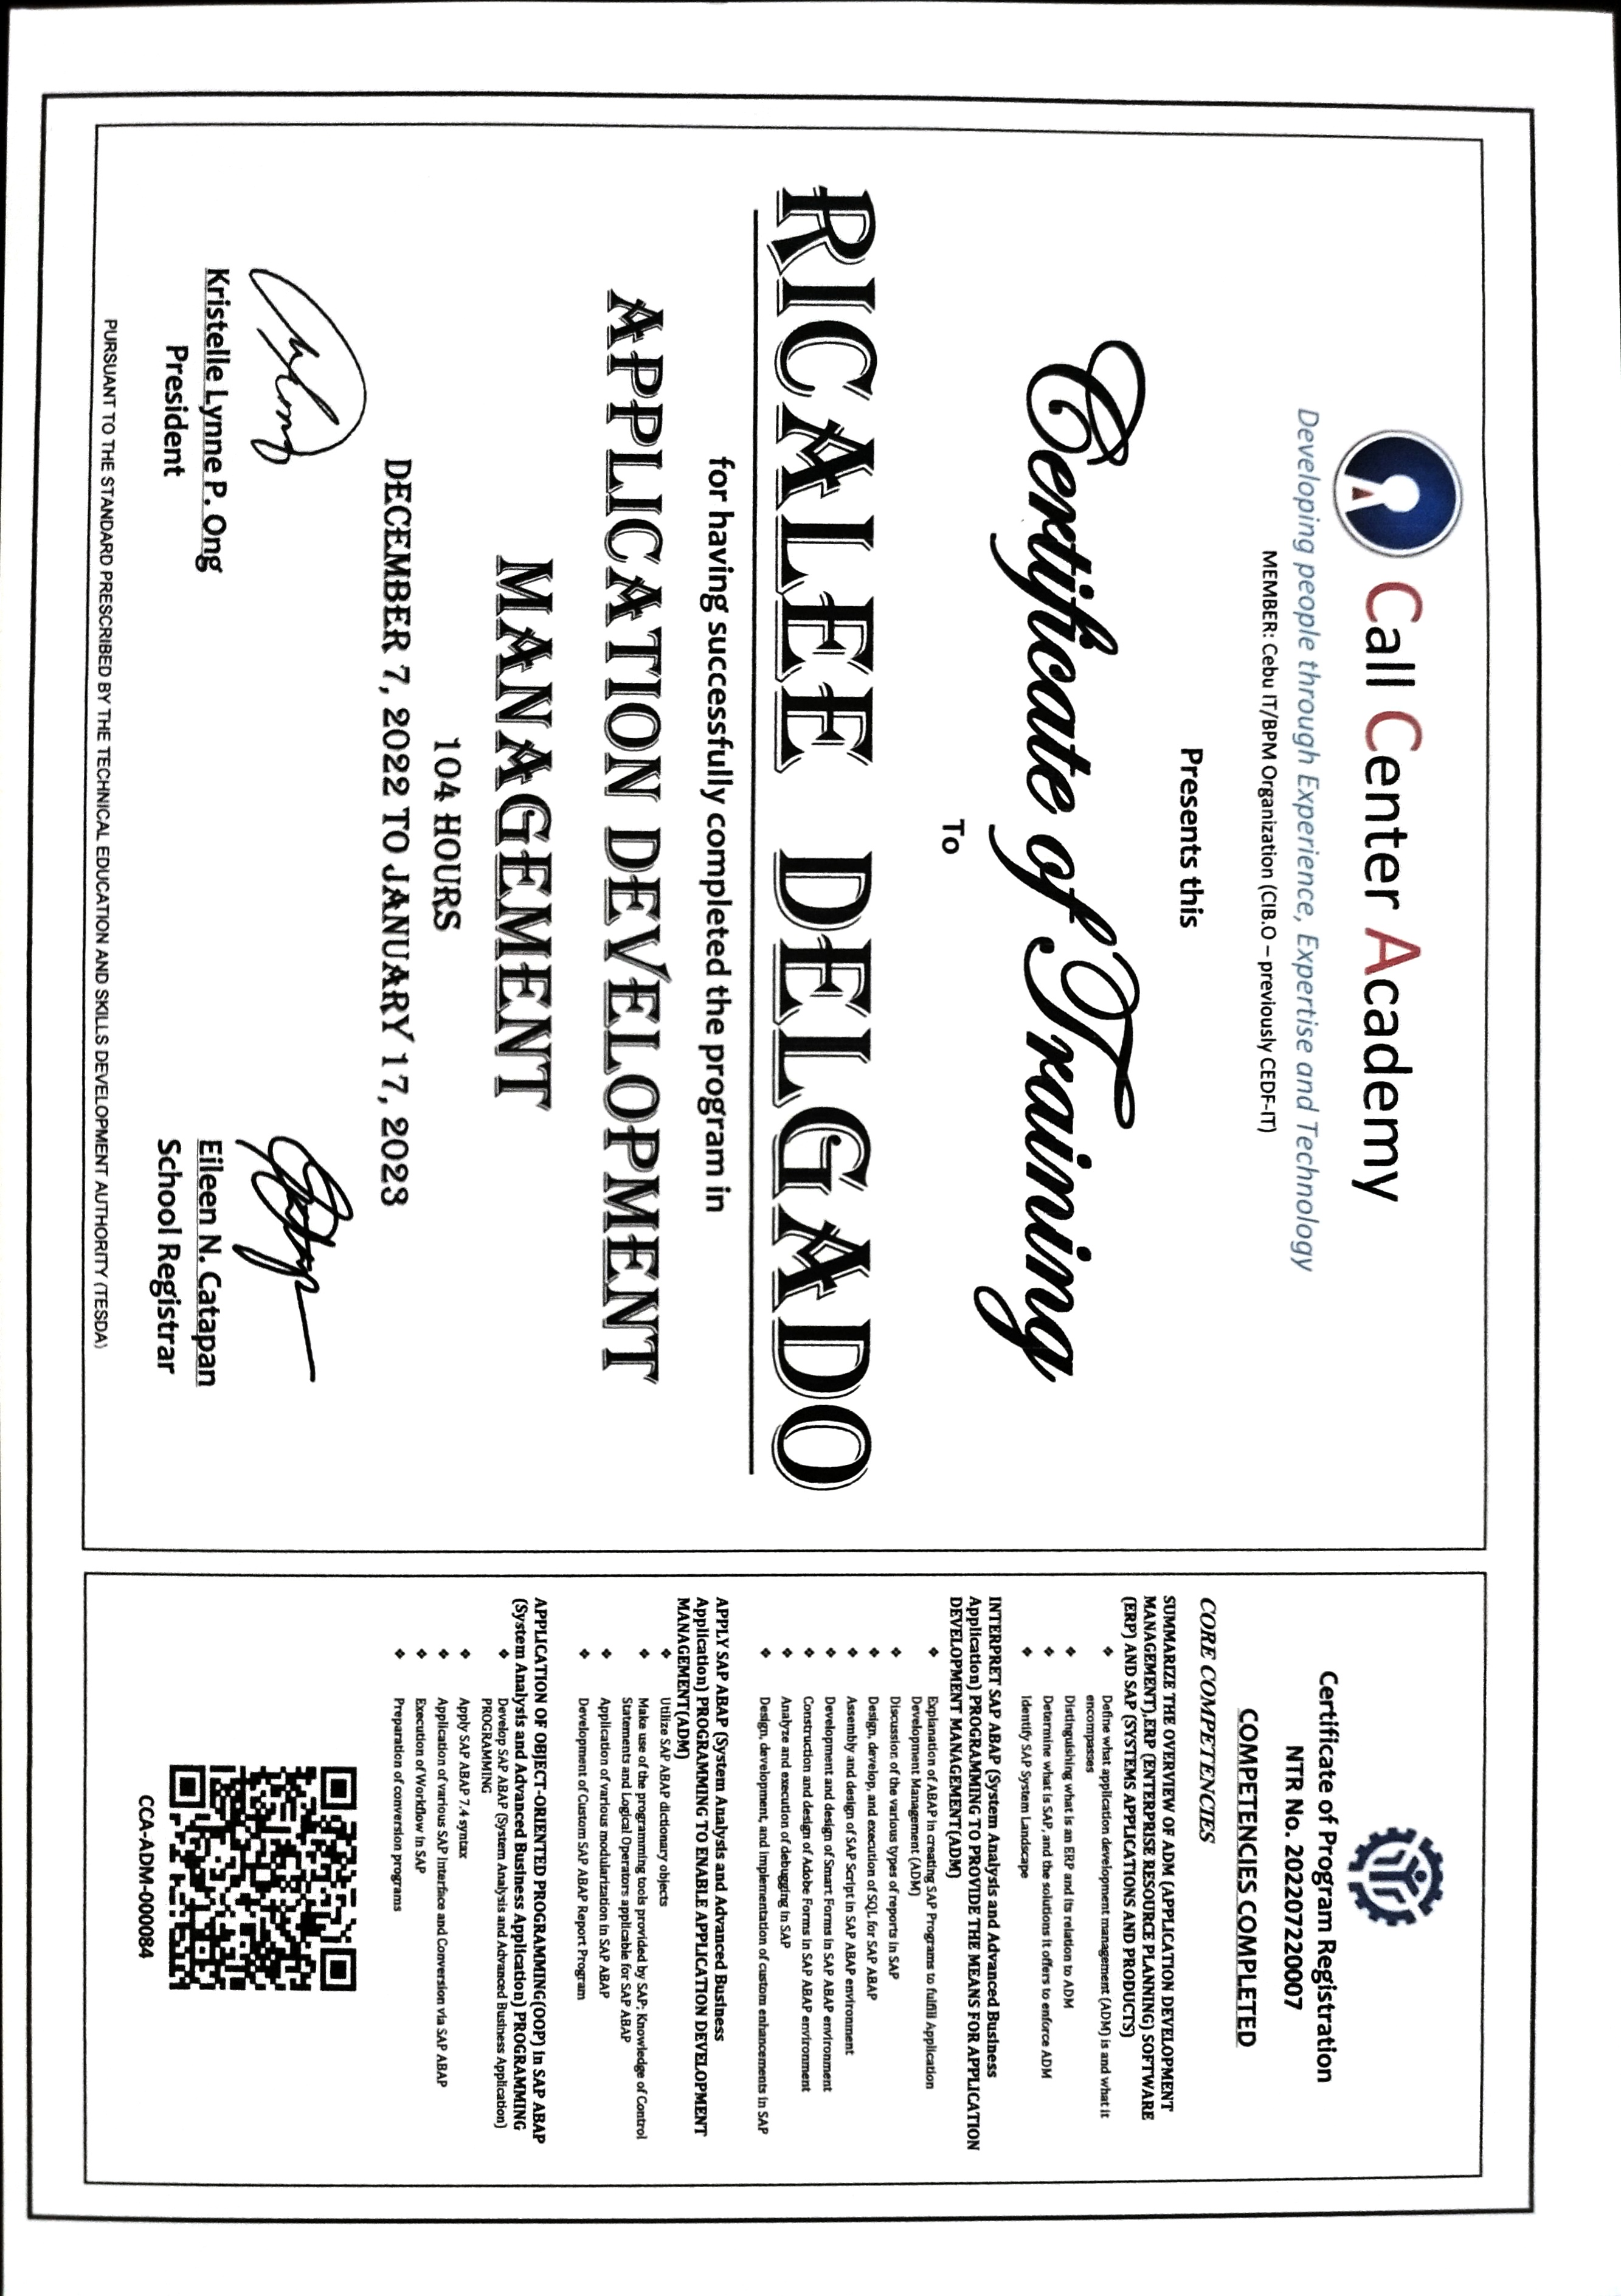 Call Center Academy
Developing people through Experience, Expertise and Technology
MEMBER: Cebu IT/BPM Organization (CIB.O – previously CEDF-IT)
Presents this
Certificate of Training
To
RICALEE DELGADO
for having successfully completed the program in
APPLICATION DEVELOPMENT
MANAGEMENT
104 HOURS
DECEMBER 7, 2022 TO JANUARY 17, 2023
Kristelle Lynne P. Ong
President
Eileen N. Catapan
School Registrar
PURSUANT TO THE STANDARD PRESCRIBED BY THE TECHNICAL EDUCATION AND SKILLS DEVELOPMENT AUTHORITY (TESDA)
Certificate of Program Registration
NTR No. 202207220007
COMPETENCIES COMPLETED
CORE COMPETENCIES
SUMMARIZE THE OVERVIEW OF ADM (APPLICATION DEVELOPMENT
MANAGEMENT),ERP (ENTERPRISE RESOURCE PLANNING) SOFTWARE
(ERP) AND SAP (SYSTEMS APPLICATIONS AND PRODUCTS)
❖ Define what application development management (ADM) is and what it
encompasses
❖ Distinguishing what is an ERP and its relation to ADM
❖ Determine what is SAP, and the solutions it offers to enforce ADM
❖ Identify SAP System Landscape
INTERPRET SAP ABAP (System Analysis and Advanced Business
Application) PROGRAMMING TO PROVIDE THE MEANS FOR APPLICATION
DEVELOPMENT MANAGEMENT(ADM)
❖ Explanation of ABAP in creating SAP Programs to fulfill Application
Development Management (ADM)
❖ Discussion of the various types of reports in SAP
❖ Design, develop, and execution of SQL for SAP ABAP
❖ Assembly and design of SAP Script in SAP ABAP environment
❖ Development and design of Smart Forms in SAP ABAP environment
❖ Construction and design of Adobe Forms in SAP ABAP environment
❖ Analyze and execution of debugging in SAP
❖ Design, development, and implementation of custom enhancements in SAP
APPLY SAP ABAP (System Analysis and Advanced Business
Application) PROGRAMMING TO ENABLE APPLICATION DEVELOPMENT
MANAGEMENT(ADM)
❖ Utilize SAP ABAP dictionary objects
❖ Make use of the programming tools provided by SAP; Knowledge of Control
Statements and Logical Operators applicable for SAP ABAP
❖ Application of various modularization in SAP ABAP
❖ Development of Custom SAP ABAP Report Program
APPLICATION OF OBJECT-ORIENTED PROGRAMMING(OOP) in SAP ABAP
(System Analysis and Advanced Business Application) PROGRAMMING
❖ Develop SAP ABAP (System Analysis and Advanced Business Application)
PROGRAMMING
❖ Apply SAP ABAP 7.4 syntax
❖ Application of various SAP Interface and Conversion via SAP ABAP
❖ Execution of Workflow in SAP
❖ Preparation of conversion programs
CCA-ADM-000084